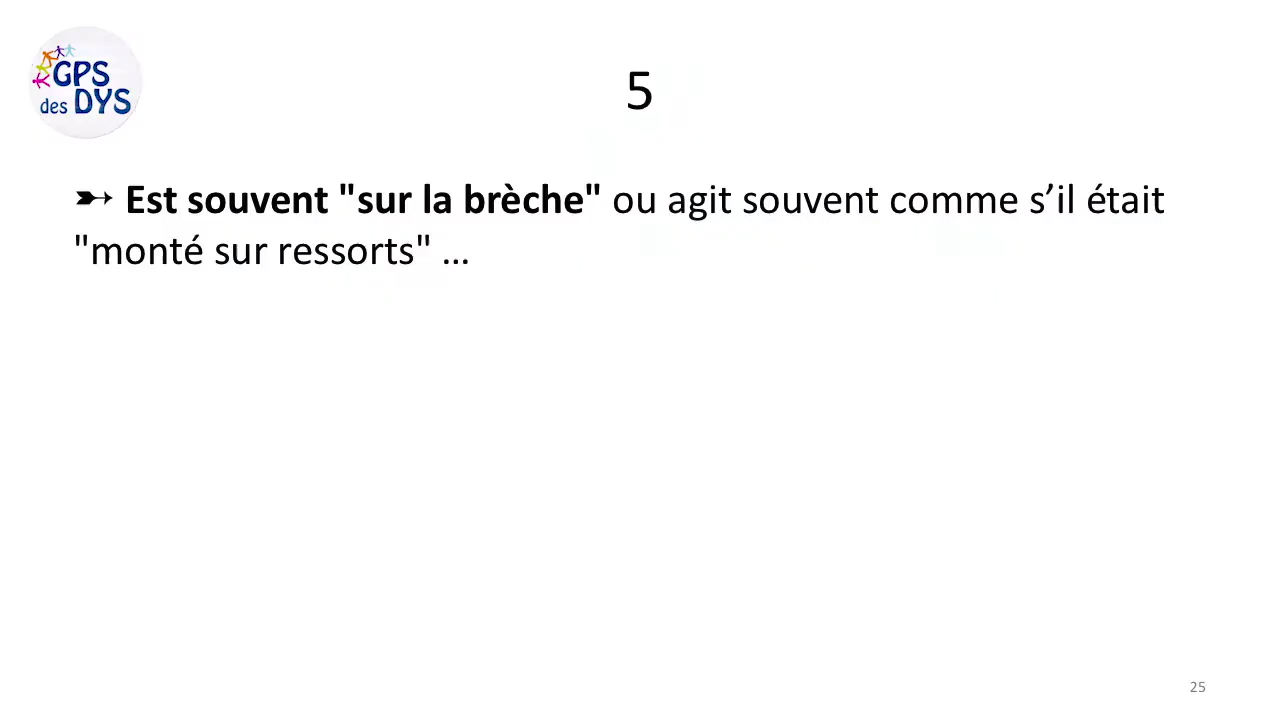 GPS
des DYS
5
➸ Est souvent "sur la brèche" ou agit souvent comme s’il était
"monté sur ressorts" …
25